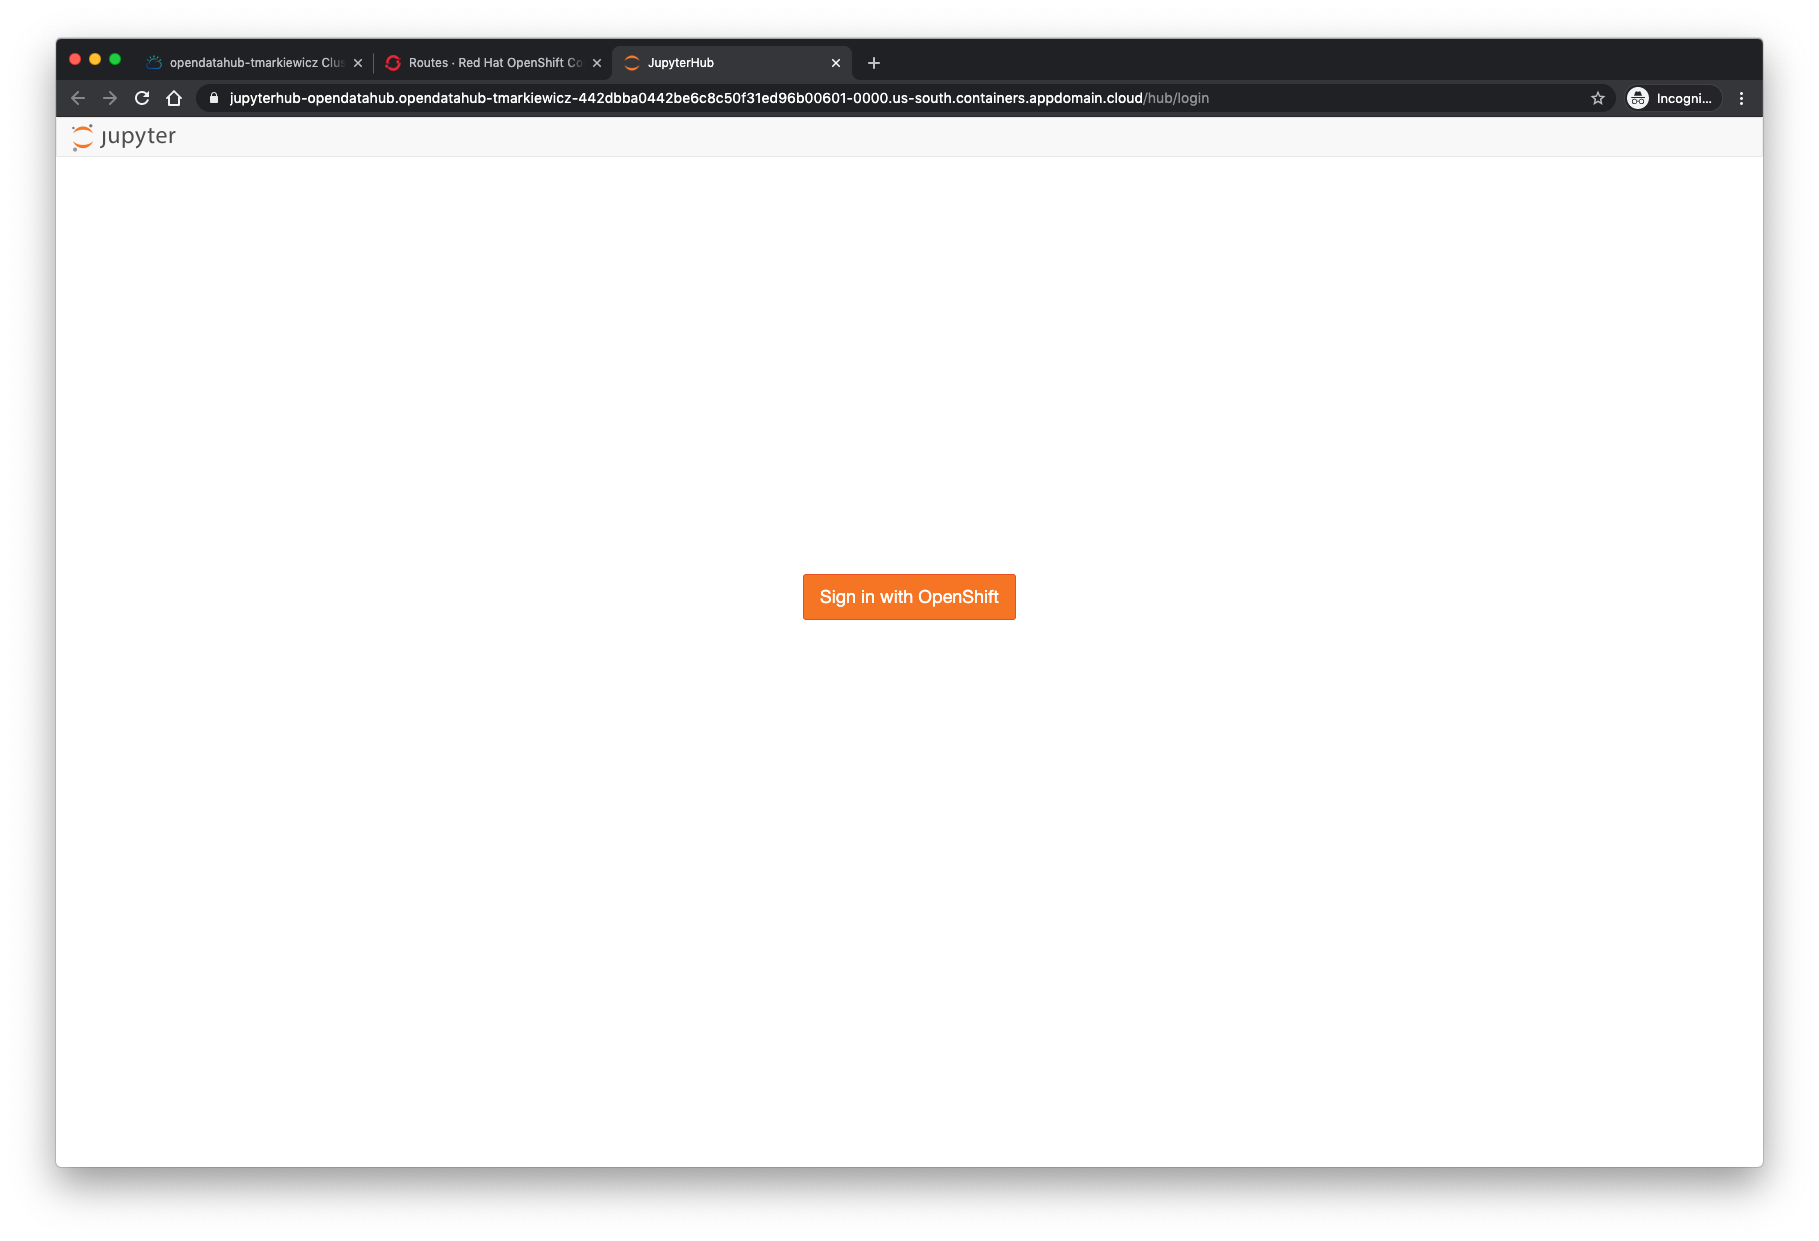 opendatahub-tmarkiewicz Clus
Routes · Red Hat OpenShift Co
JupyterHub
jupyterhub-opendatahub.opendatahub-tmarkiewicz-442dbba0442be6c8c50f31ed96b00601-0000.us-south.containers.appdomain.cloud/hub/login
Incogni...
jupyter
Sign in with OpenShift